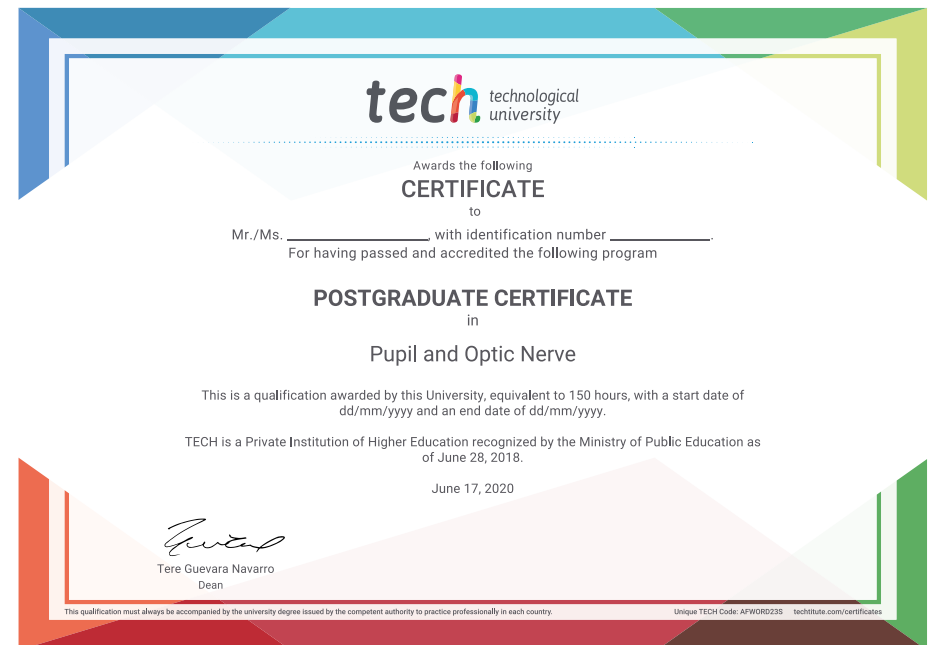 tech technological
university
Awards the following
CERTIFICATE
to
Mr./Ms. ____________________, with identification number ______________.
For having passed and accredited the following program
POSTGRADUATE CERTIFICATE
in
Pupil and Optic Nerve
This is a qualification awarded by this University, equivalent to 150 hours, with a start date of
dd/mm/yyyy and an end date of dd/mm/yyyy.
TECH is a Private Institution of Higher Education recognized by the Ministry of Public Education as
of June 28, 2018.
June 17, 2020
Tere Guevara Navarro
Dean
This qualification must always be accompanied by the university degree issued by the competent authority to practice professionally in each country. Unique TECH Code: AFWORD23S techtitute.com/certificates